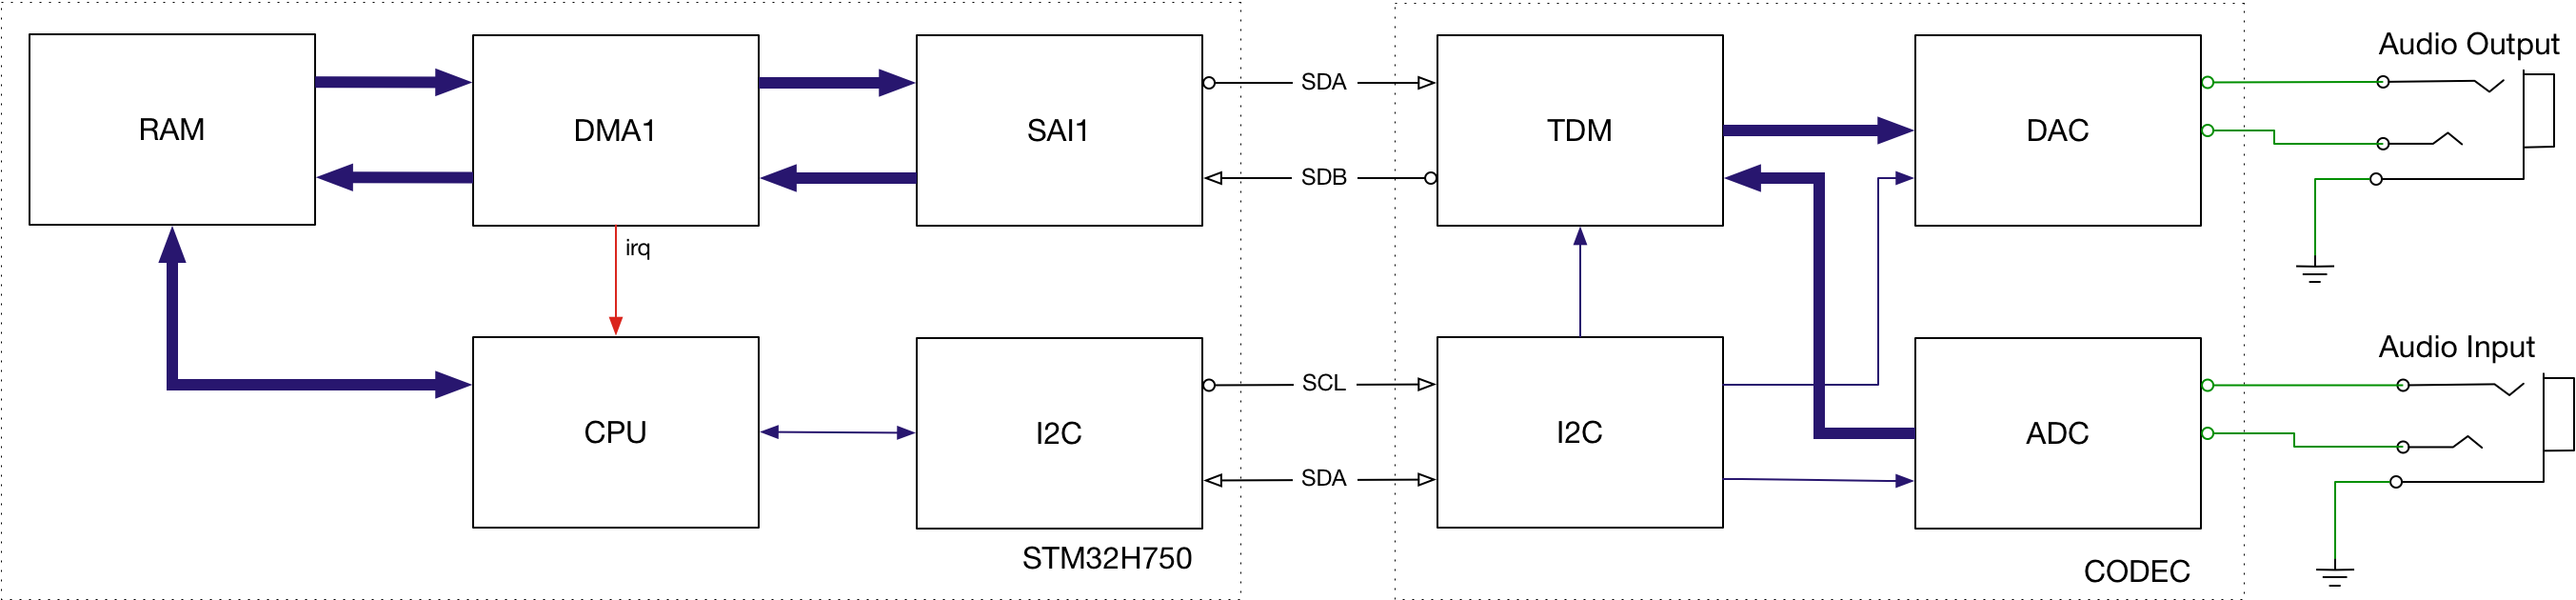 Audio Output
RAM
DMA1
SAI1
SDA
TDM
DAC
SDB
irq
Audio Input
CPU
I2C
SCL
I2C
ADC
SDA
STM32H750
CODEC